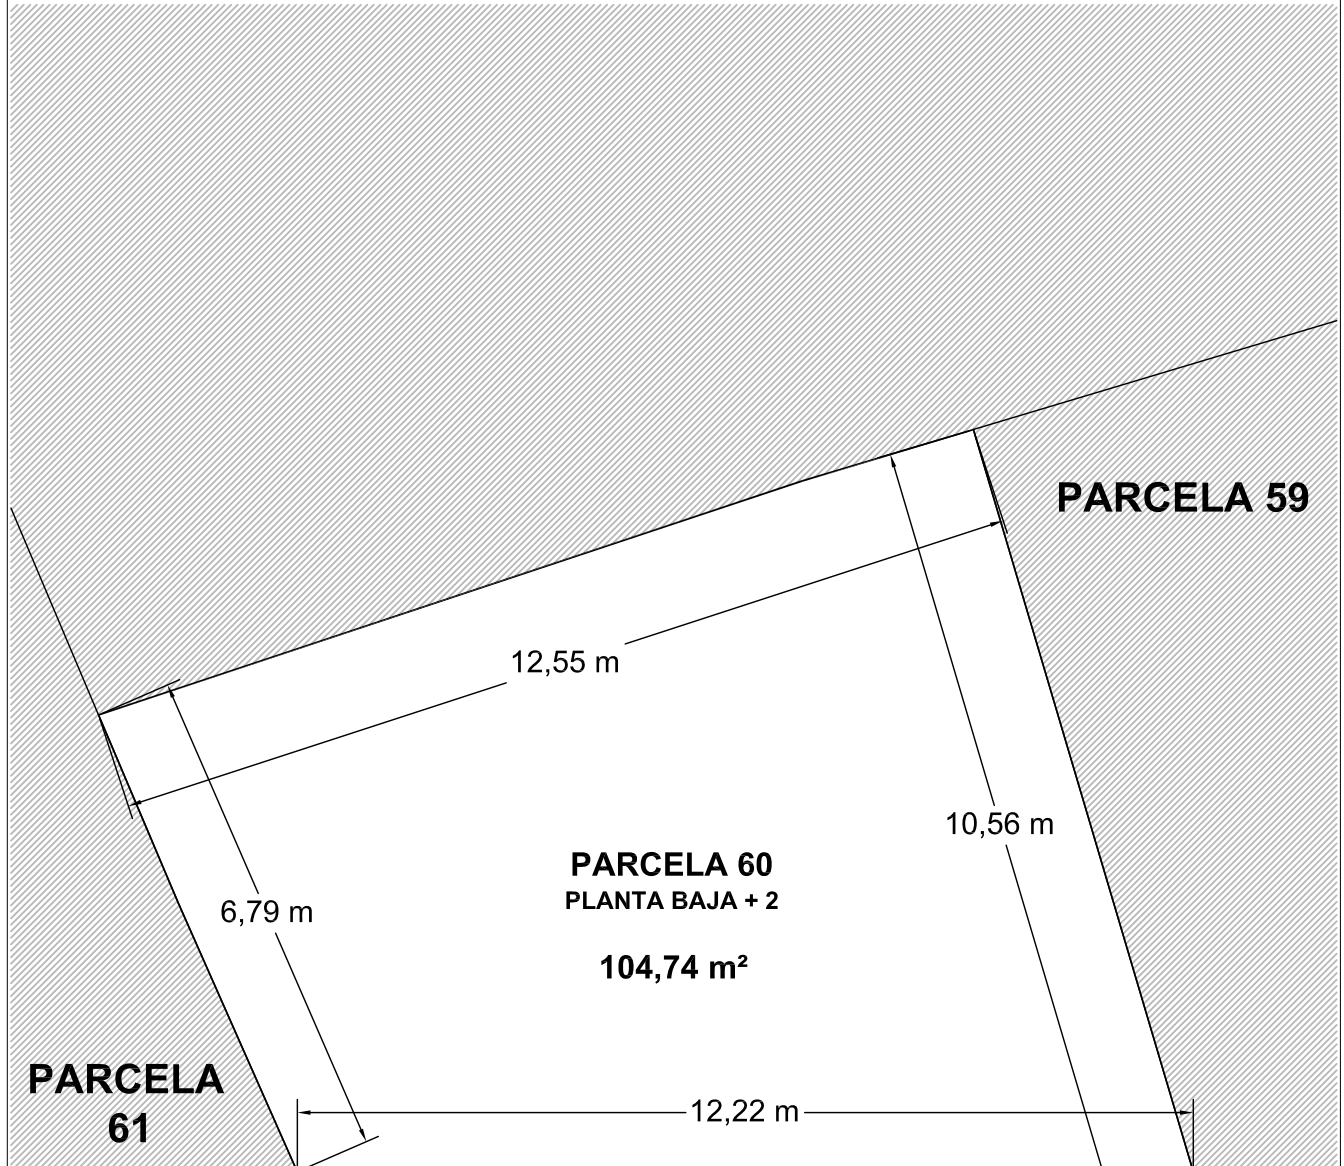 PARCELA 59
12,55 m
10,56 m
PARCELA 60
PLANTA BAJA + 2
6,79 m
104,74 m²
PARCELA
61
12,22 m